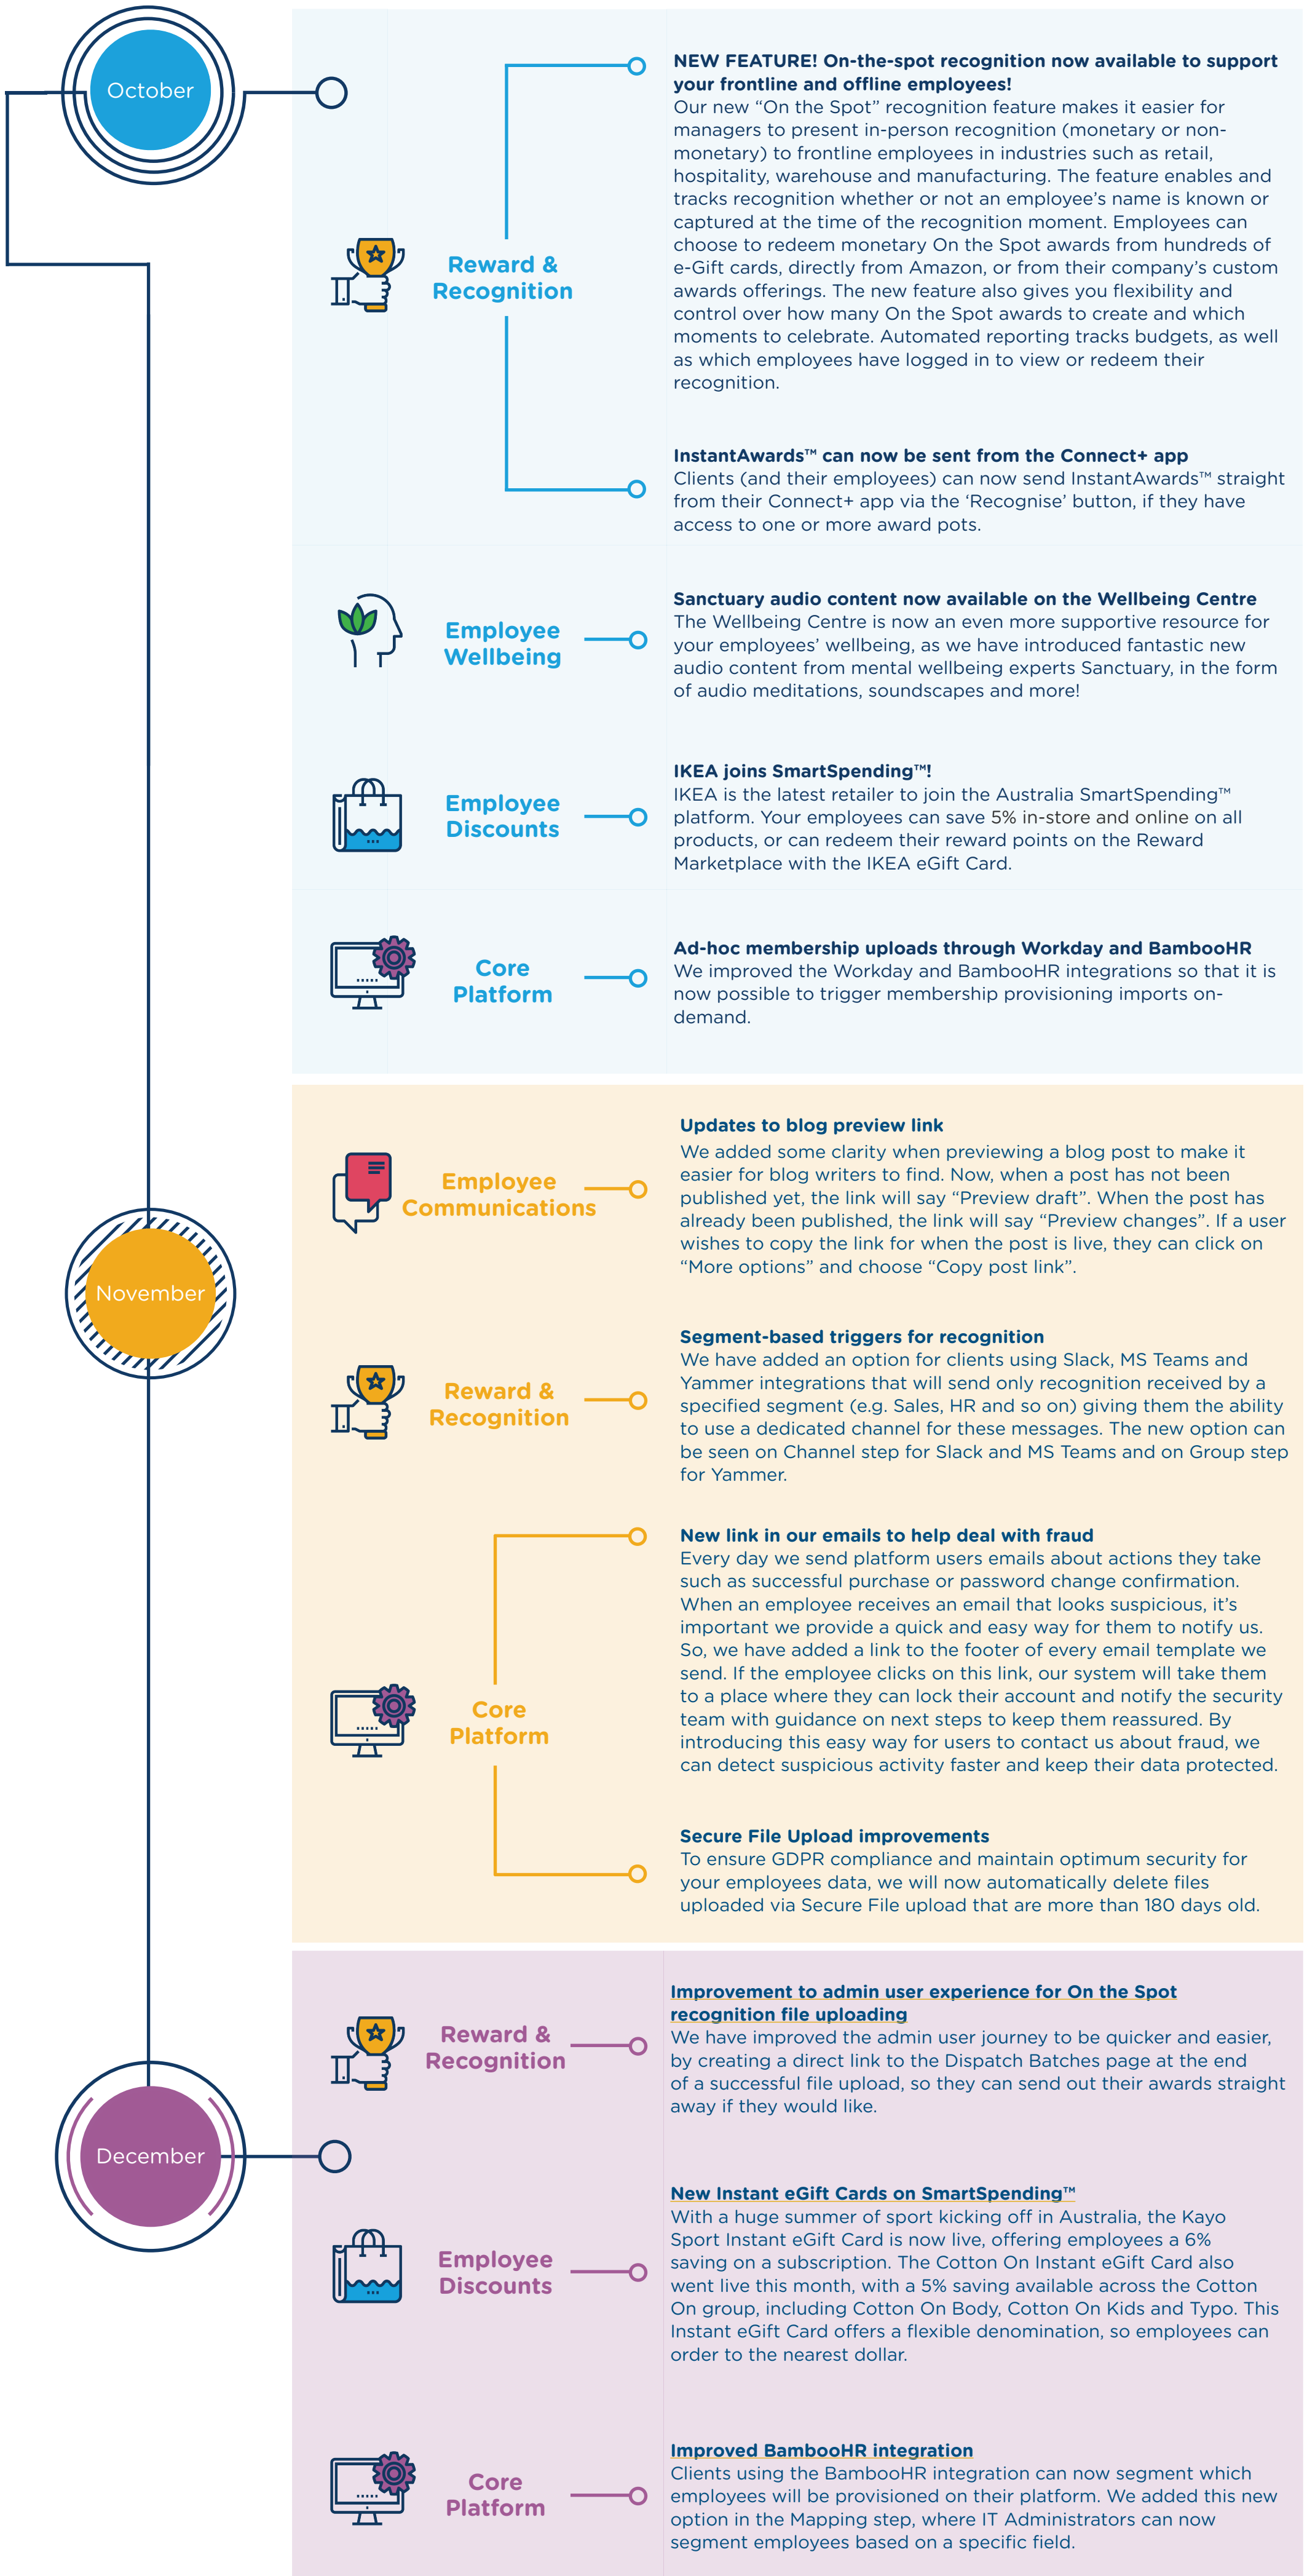 October
Reward &
Recognition
NEW FEATURE! On-the-spot recognition now available to support
your frontline and offline employees!
Our new “On the Spot” recognition feature makes it easier for
managers to present in-person recognition (monetary or non-
monetary) to frontline employees in industries such as retail,
hospitality, warehouse and manufacturing. The feature enables and
tracks recognition whether or not an employee’s name is known or
captured at the time of the recognition moment. Employees can
choose to redeem monetary On the Spot awards from hundreds of
e-Gift cards, directly from Amazon, or from their company’s custom
awards offerings. The new feature also gives you flexibility and
control over how many On the Spot awards to create and which
moments to celebrate. Automated reporting tracks budgets, as well
as which employees have logged in to view or redeem their
recognition.
InstantAwards™ can now be sent from the Connect+ app
Clients (and their employees) can now send InstantAwards™ straight
from their Connect+ app via the ‘Recognise’ button, if they have
access to one or more award pots.
Employee
Wellbeing
Sanctuary audio content now available on the Wellbeing Centre
The Wellbeing Centre is now an even more supportive resource for
your employees’ wellbeing, as we have introduced fantastic new
audio content from mental wellbeing experts Sanctuary, in the form
of audio meditations, soundscapes and more!
Employee
Discounts
IKEA joins SmartSpending™!
IKEA is the latest retailer to join the Australia SmartSpending™
platform. Your employees can save 5% in-store and online on all
products, or can redeem their reward points on the Reward
Marketplace with the IKEA eGift Card.
Core
Platform
Ad-hoc membership uploads through Workday and BambooHR
We improved the Workday and BambooHR integrations so that it is
now possible to trigger membership provisioning imports on-
demand.
November
Employee
Communications
Updates to blog preview link
We added some clarity when previewing a blog post to make it
easier for blog writers to find. Now, when a post has not been
published yet, the link will say “Preview draft”. When the post has
already been published, the link will say “Preview changes”. If a user
wishes to copy the link for when the post is live, they can click on
“More options” and choose “Copy post link”.
Reward &
Recognition
Segment-based triggers for recognition
We have added an option for clients using Slack, MS Teams and
Yammer integrations that will send only recognition received by a
specified segment (e.g. Sales, HR and so on) giving them the ability
to use a dedicated channel for these messages. The new option can
be seen on Channel step for Slack and MS Teams and on Group step
for Yammer.
Core
Platform
New link in our emails to help deal with fraud
Every day we send platform users emails about actions they take
such as successful purchase or password change confirmation.
When an employee receives an email that looks suspicious, it’s
important we provide a quick and easy way for them to notify us.
So, we have added a link to the footer of every email template we
send. If the employee clicks on this link, our system will take them
to a place where they can lock their account and notify the security
team with guidance on next steps to keep them reassured. By
introducing this easy way for users to contact us about fraud, we
can detect suspicious activity faster and keep their data protected.
Secure File Upload improvements
To ensure GDPR compliance and maintain optimum security for
your employees data, we will now automatically delete files
uploaded via Secure File upload that are more than 180 days old.
December
Reward &
Recognition
Improvement to admin user experience for On the Spot
recognition file uploading
We have improved the admin user journey to be quicker and easier,
by creating a direct link to the Dispatch Batches page at the end
of a successful file upload, so they can send out their awards straight
away if they would like.
Employee
Discounts
New Instant eGift Cards on SmartSpending™
With a huge summer of sport kicking off in Australia, the Kayo
Sport Instant eGift Card is now live, offering employees a 6%
saving on a subscription. The Cotton On Instant eGift Card also
went live this month, with a 5% saving available across the Cotton
On group, including Cotton On Body, Cotton On Kids and Typo. This
Instant eGift Card offers a flexible denomination, so employees can
order to the nearest dollar.
Core
Platform
Improved BambooHR integration
Clients using the BambooHR integration can now segment which
employees will be provisioned on their platform. We added this new
option in the Mapping step, where IT Administrators can now
segment employees based on a specific field.